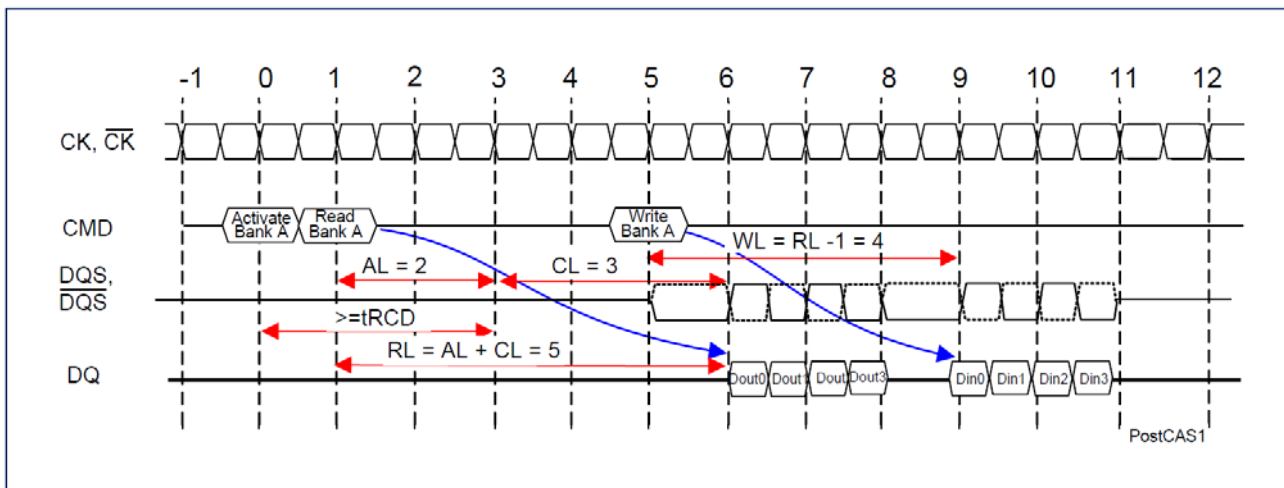 -1 0 1 2 3 4 5 6 7 8 9 10 11 12
CK, CK
CMD
Activate
Bank A
Read
Bank A
Write
Bank A
WL = RL -1 = 4
DQS,
DQS
AL = 2
CL = 3
>=tRCD
RL = AL + CL = 5
DQ
Dout0 Dout1 Dout Dout3 Din0 Din1 Din2 Din3
PostCAS1